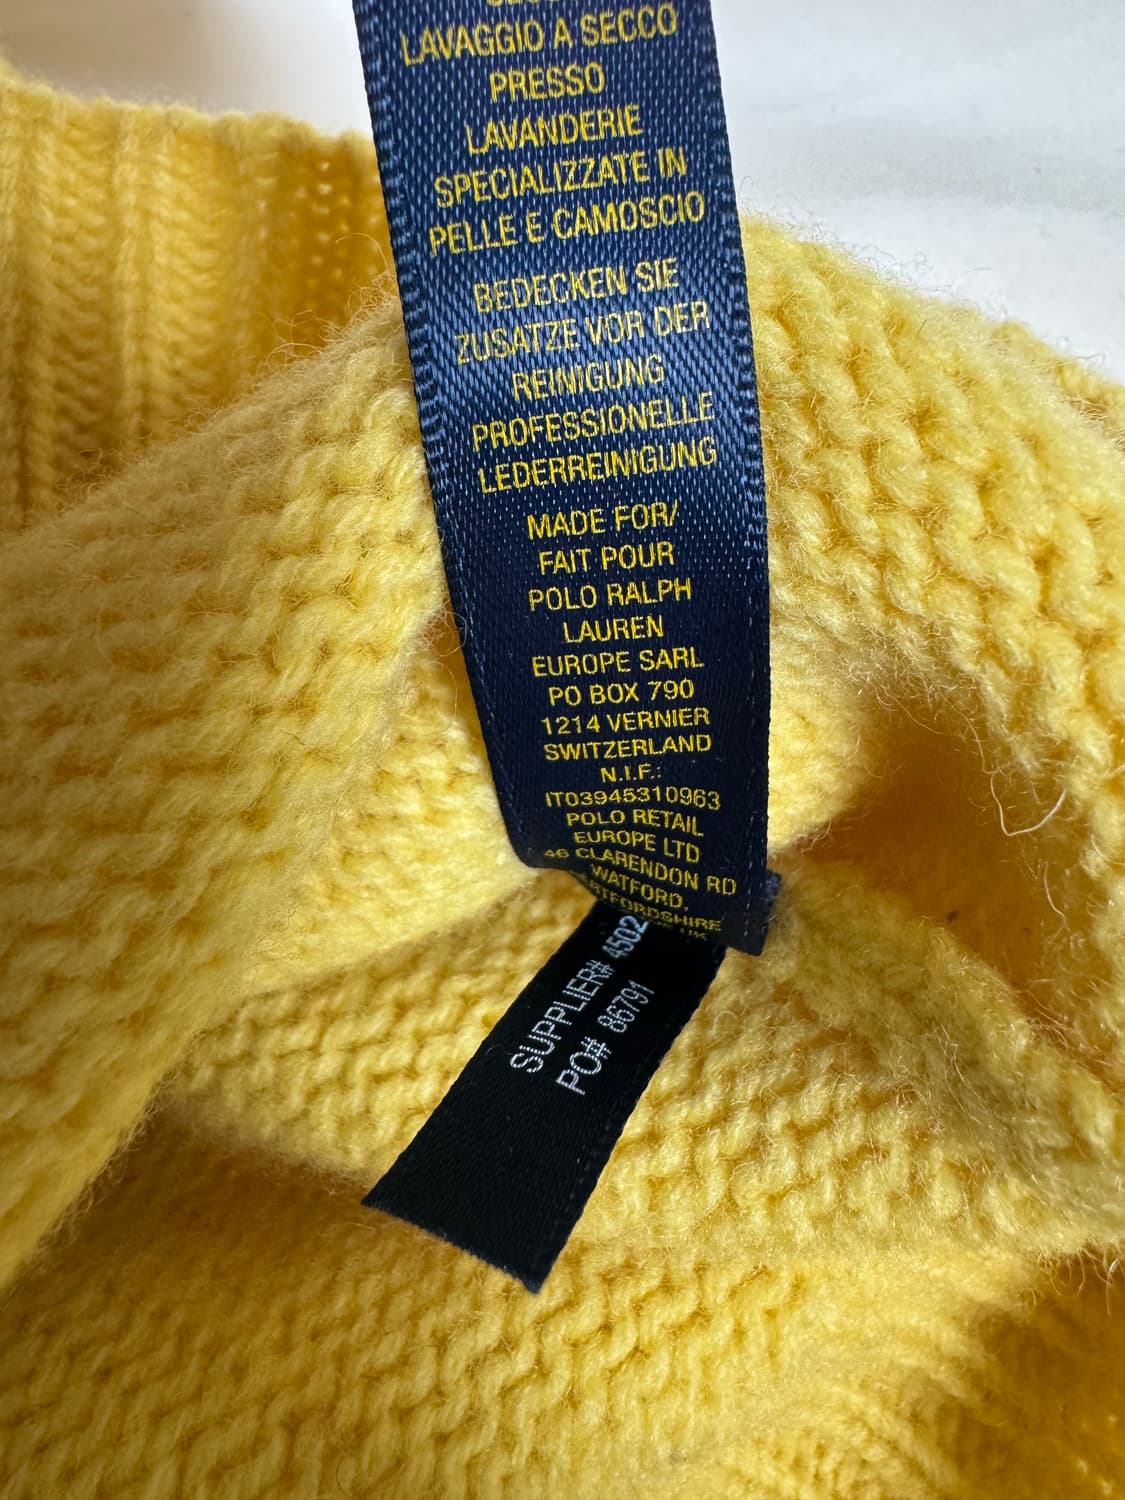 LAVAGGIO A SECCO
PRESSO
LAVANDERIE
SPECIALIZZATE IN
PELLE E CAMOSCIO
BEDECKEN SIE
ZUSATZE VOR DER
REINIGUNG
PROFESSIONELLE
LEDERREINIGUNG
MADE FOR/
FAIT POUR
POLO RALPH
LAUREN
EUROPE SARL
PO BOX 790
1214 VERNIER
SWITZERLAND
N.I.F.:
IT03945310963
POLO RETAIL
EUROPE LTD
46 CLARENDON RD
WATFORD,
UK
SUPPLIER# 4502
PO# 86791